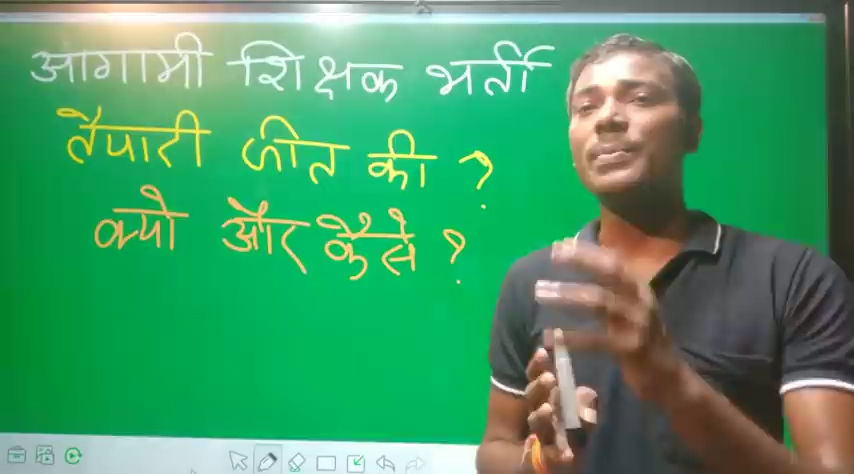 आगामी शिक्षक भर्ती
तैयारी जीत की ?
क्यो और कैसे ?